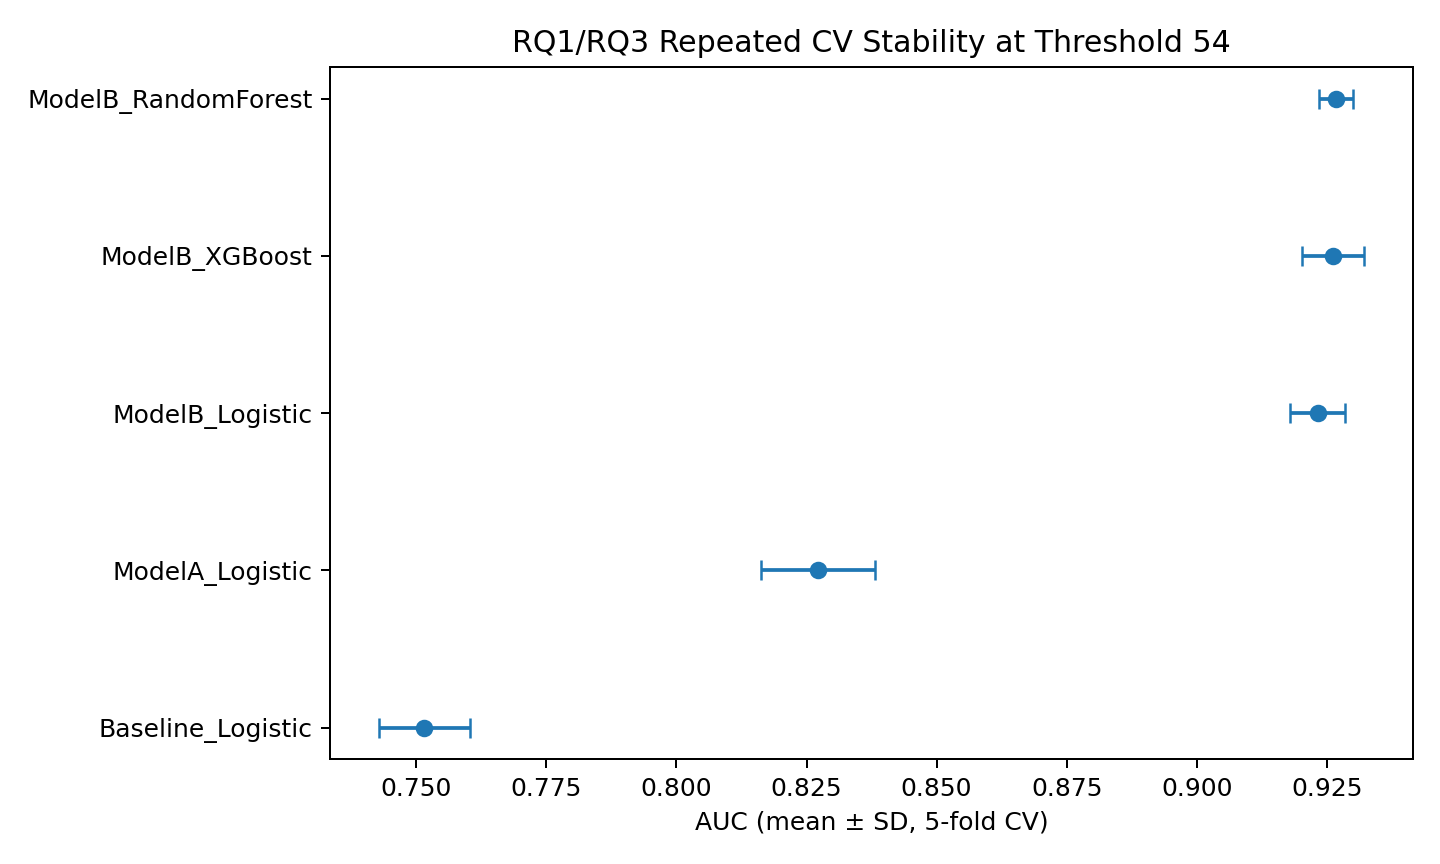 RQ1/RQ3 Repeated CV Stability at Threshold 54
ModelB_RandomForest
ModelB_XGBoost
ModelB_Logistic
ModelA_Logistic
Baseline_Logistic
0.750 0.775 0.800 0.825 0.850 0.875 0.900 0.925
AUC (mean ± SD, 5-fold CV)